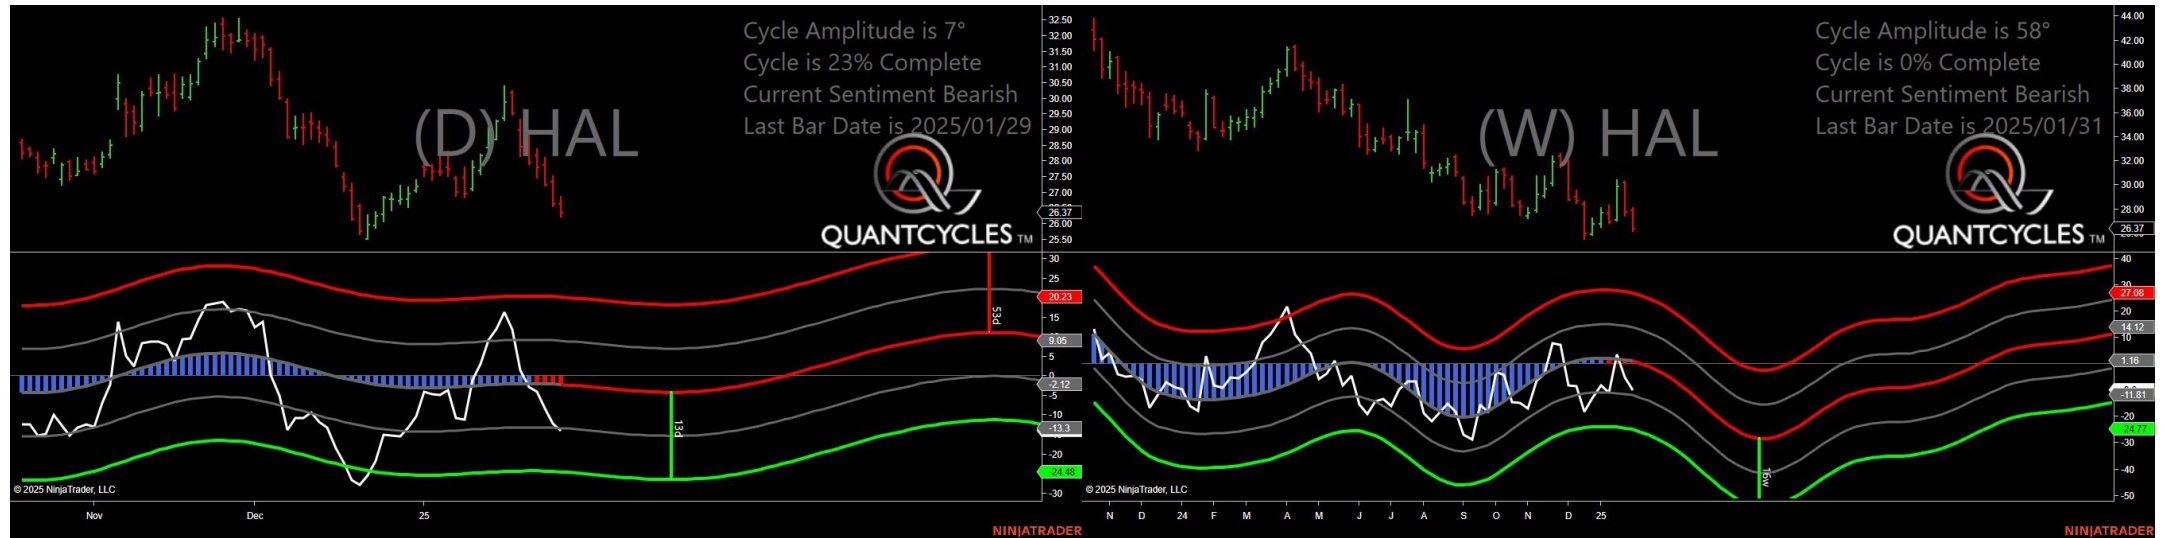 Cycle Amplitude is 7°
Cycle is 23% Complete
Current Sentiment Bearish
Last Bar Date is 2025/01/29
(D) HAL
QUANTCYCLES TM
32.50
32.00
31.50
31.00
30.50
30.00
29.50
29.00
28.50
28.00
27.50
27.00
26.37
26.00
25.50
30
25
20.23
15
9.05
5
0
-2.12
-5
-10
-13.3
-20
-24.48
-30
53d
13d
© 2025 NinjaTrader, LLC
Nov
Dec
25
NINJATRADER
Cycle Amplitude is 58°
Cycle is 0% Complete
Current Sentiment Bearish
Last Bar Date is 2025/01/31
(W) HAL
QUANTCYCLES TM
44.00
42.00
40.00
38.00
36.00
34.00
32.00
30.00
28.00
26.37
40
30
27.08
20
14.12
10
1.16
-11.81
-20
-24.77
-30
-40
-50
16w
© 2025 NinjaTrader, LLC
N
D
24
F
M
A
M
J
J
A
S
O
N
D
25
NINJATRADER